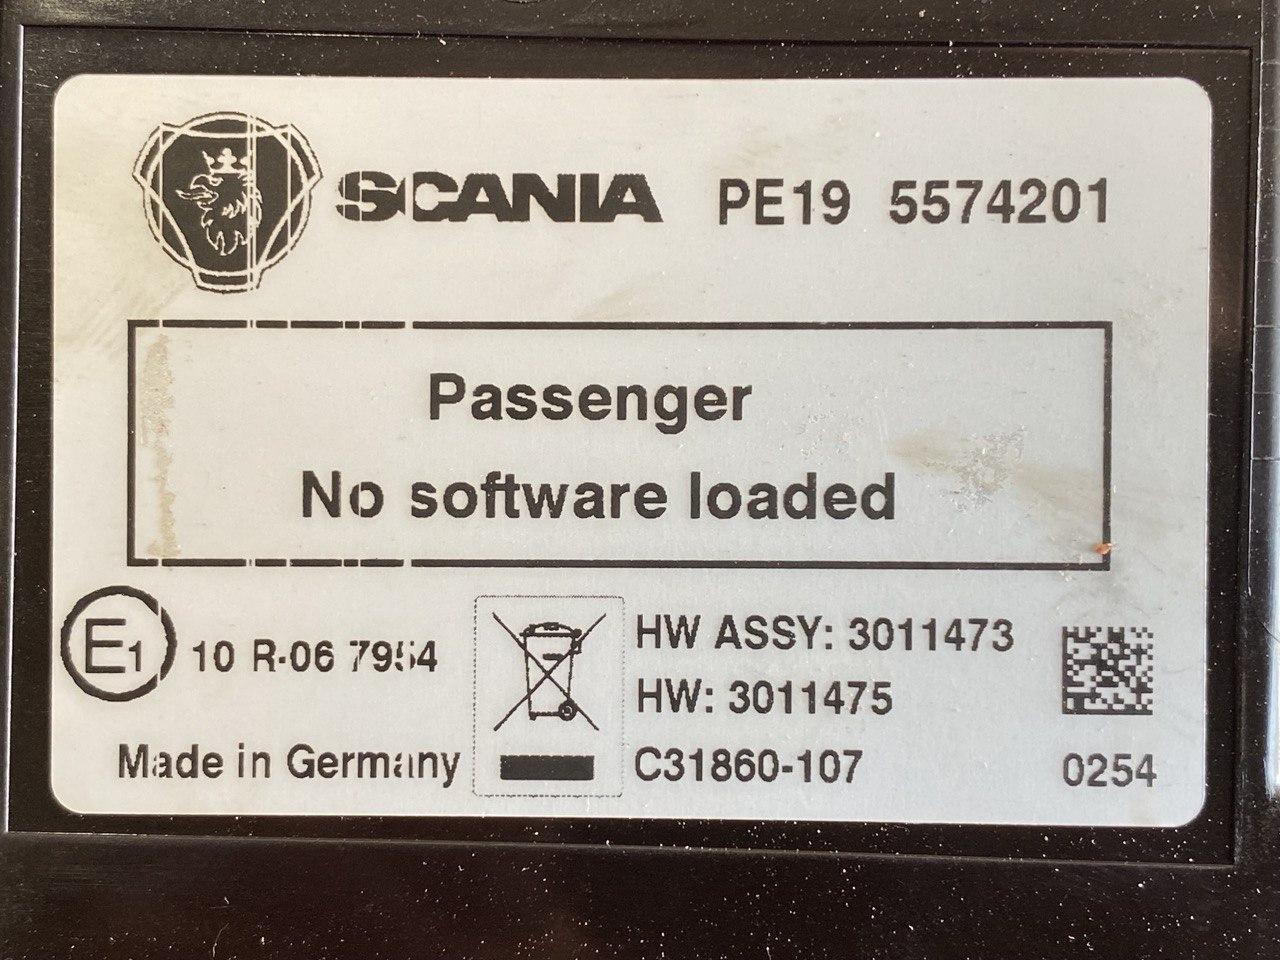 SCANIA PE19 5574201
Passenger
No software loaded
E1 10 R-06 7954
HW ASSY: 3011473
HW: 3011475
Made in Germany
C31860-107
0254